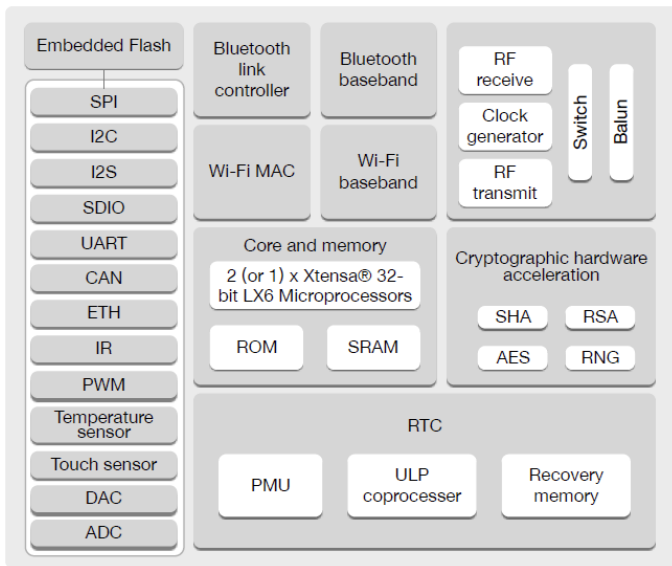 Embedded Flash
SPI
I2C
I2S
SDIO
UART
CAN
ETH
IR
PWM
Temperature
sensor
Touch sensor
DAC
ADC
Bluetooth
link
controller
Bluetooth
baseband
Wi-Fi MAC
Wi-Fi
baseband
RF
receive
Clock
generator
RF
transmit
Switch
Balun
Core and memory
2 (or 1) x Xtensa® 32-
bit LX6 Microprocessors
ROM
SRAM
Cryptographic hardware
acceleration
SHA
RSA
AES
RNG
RTC
PMU
ULP
coprocesser
Recovery
memory